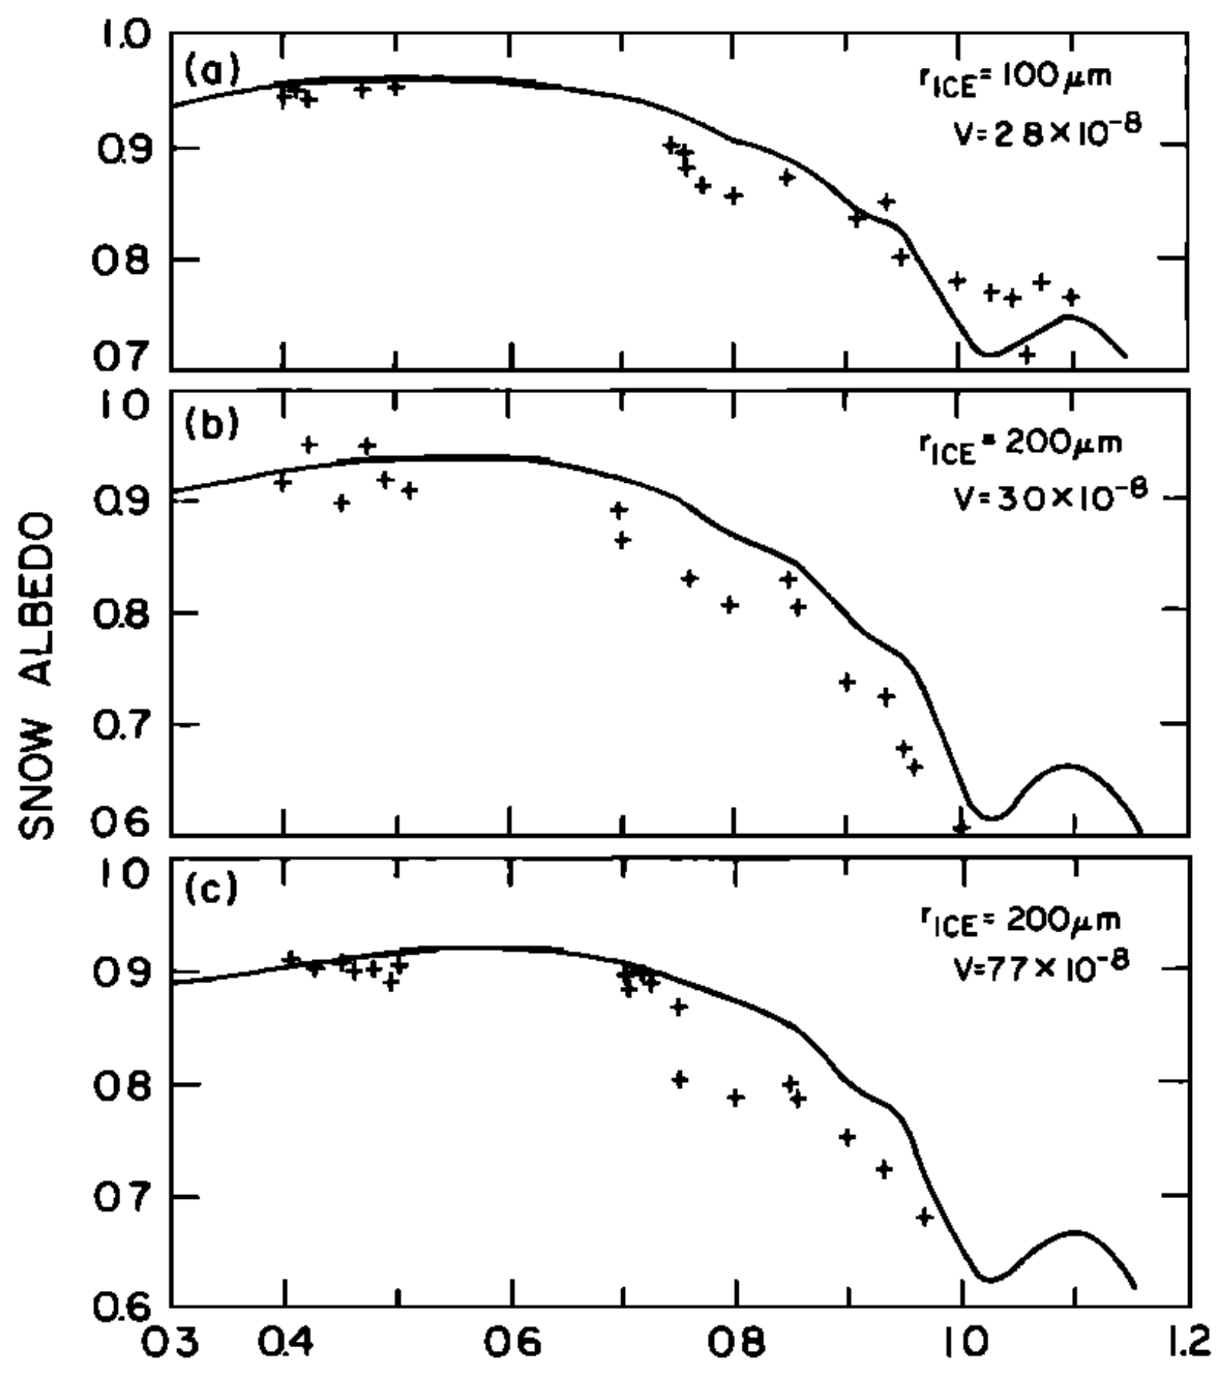 SNOW ALBEDO
1.0
(a)
rICE = 100 μm
V = 2 8 × 10-8
0.9
0 8
0 7
1 0
(b)
rICE = 200 μm
V = 3 0 × 10-8
0.9
0.8
0.7
0 6
1 0
(c)
rICE = 200 μm
V = 7 7 × 10-8
0.9
0 8
0 7
0.6
0 3 0.4 0 6 0 8 1 0 1.2